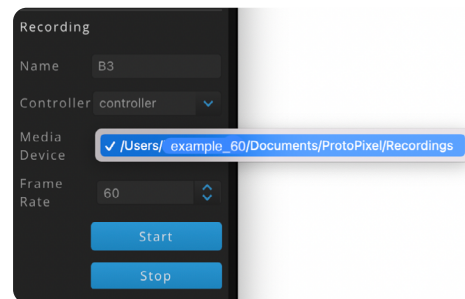 Recording
Name B3
Controller controller
Media Device ✓ /Users/ example_60/Documents/ProtoPixel/Recordings
Frame Rate 60
Start
Stop